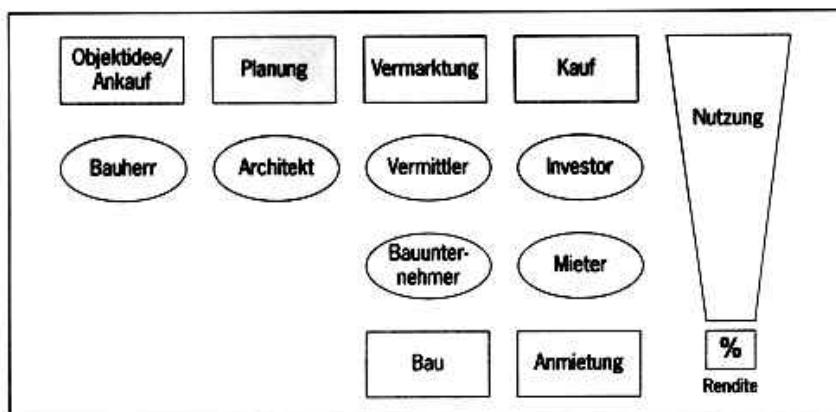 Objektidee/
Ankauf
Planung
Vermarktung
Kauf
Nutzung
Bauherr
Architekt
Vermittler
Investor
Bauunter-
nehmer
Mieter
Bau
Anmietung
%
Rendite